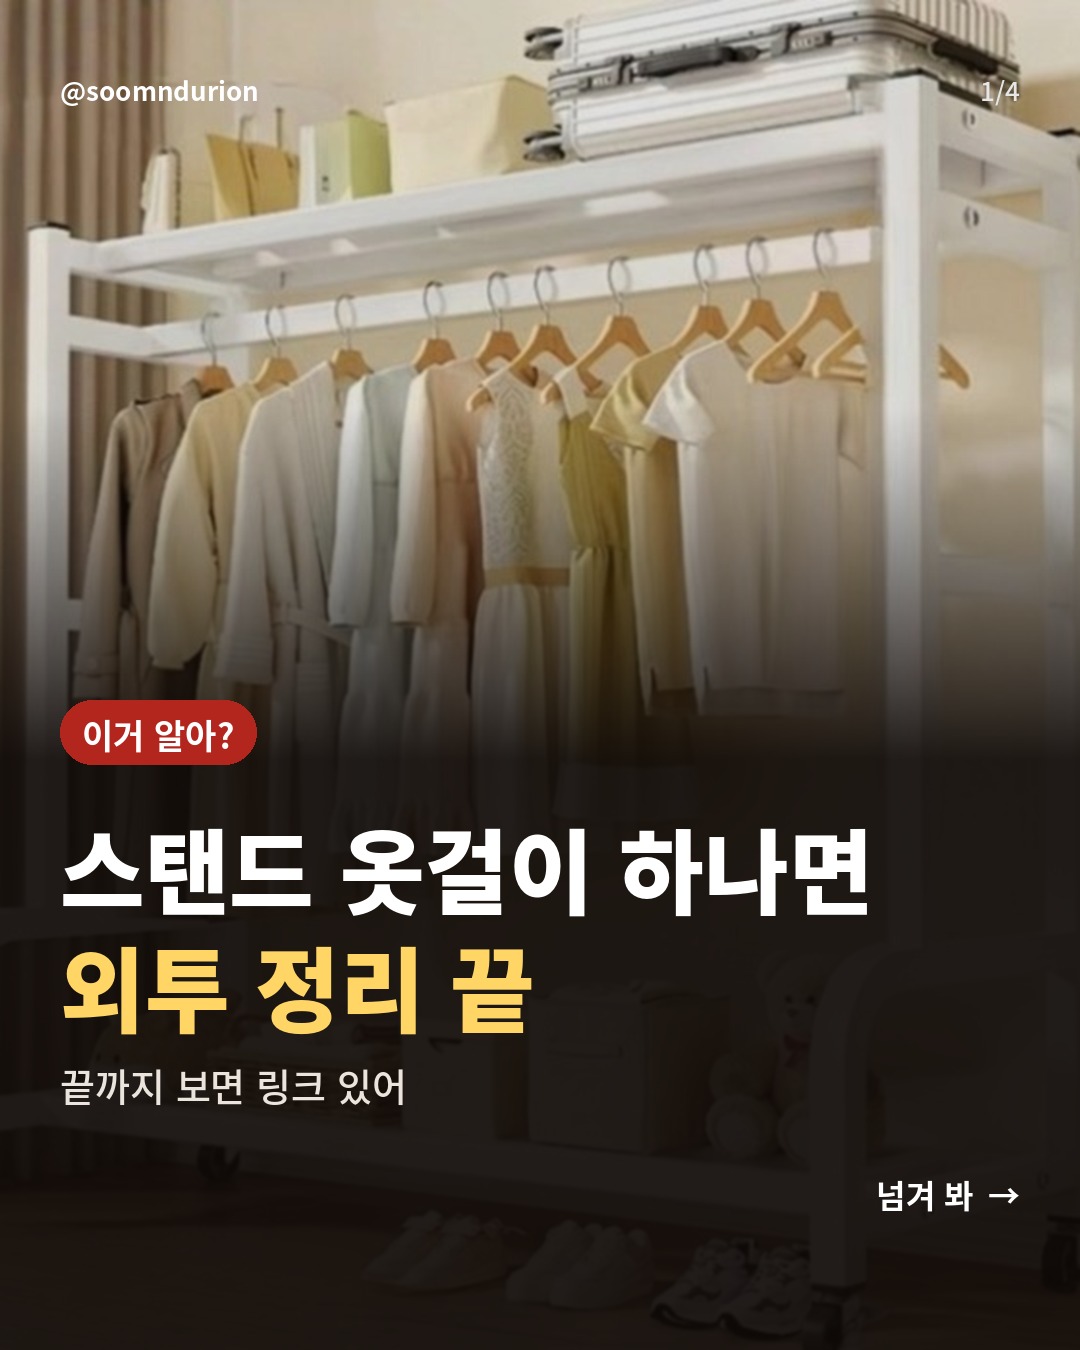 @soomndurion
1/4
이거 알아?
스탠드 옷걸이 하나면
외투 정리 끝
끝까지 보면 링크 있어
넘겨 봐 →